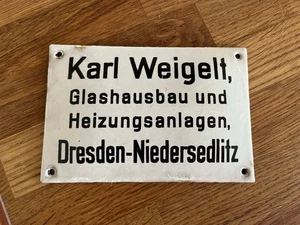 Karl Weigelt,
Glashausbau und
Heizungsanlagen,
Dresden-Niedersedlitz